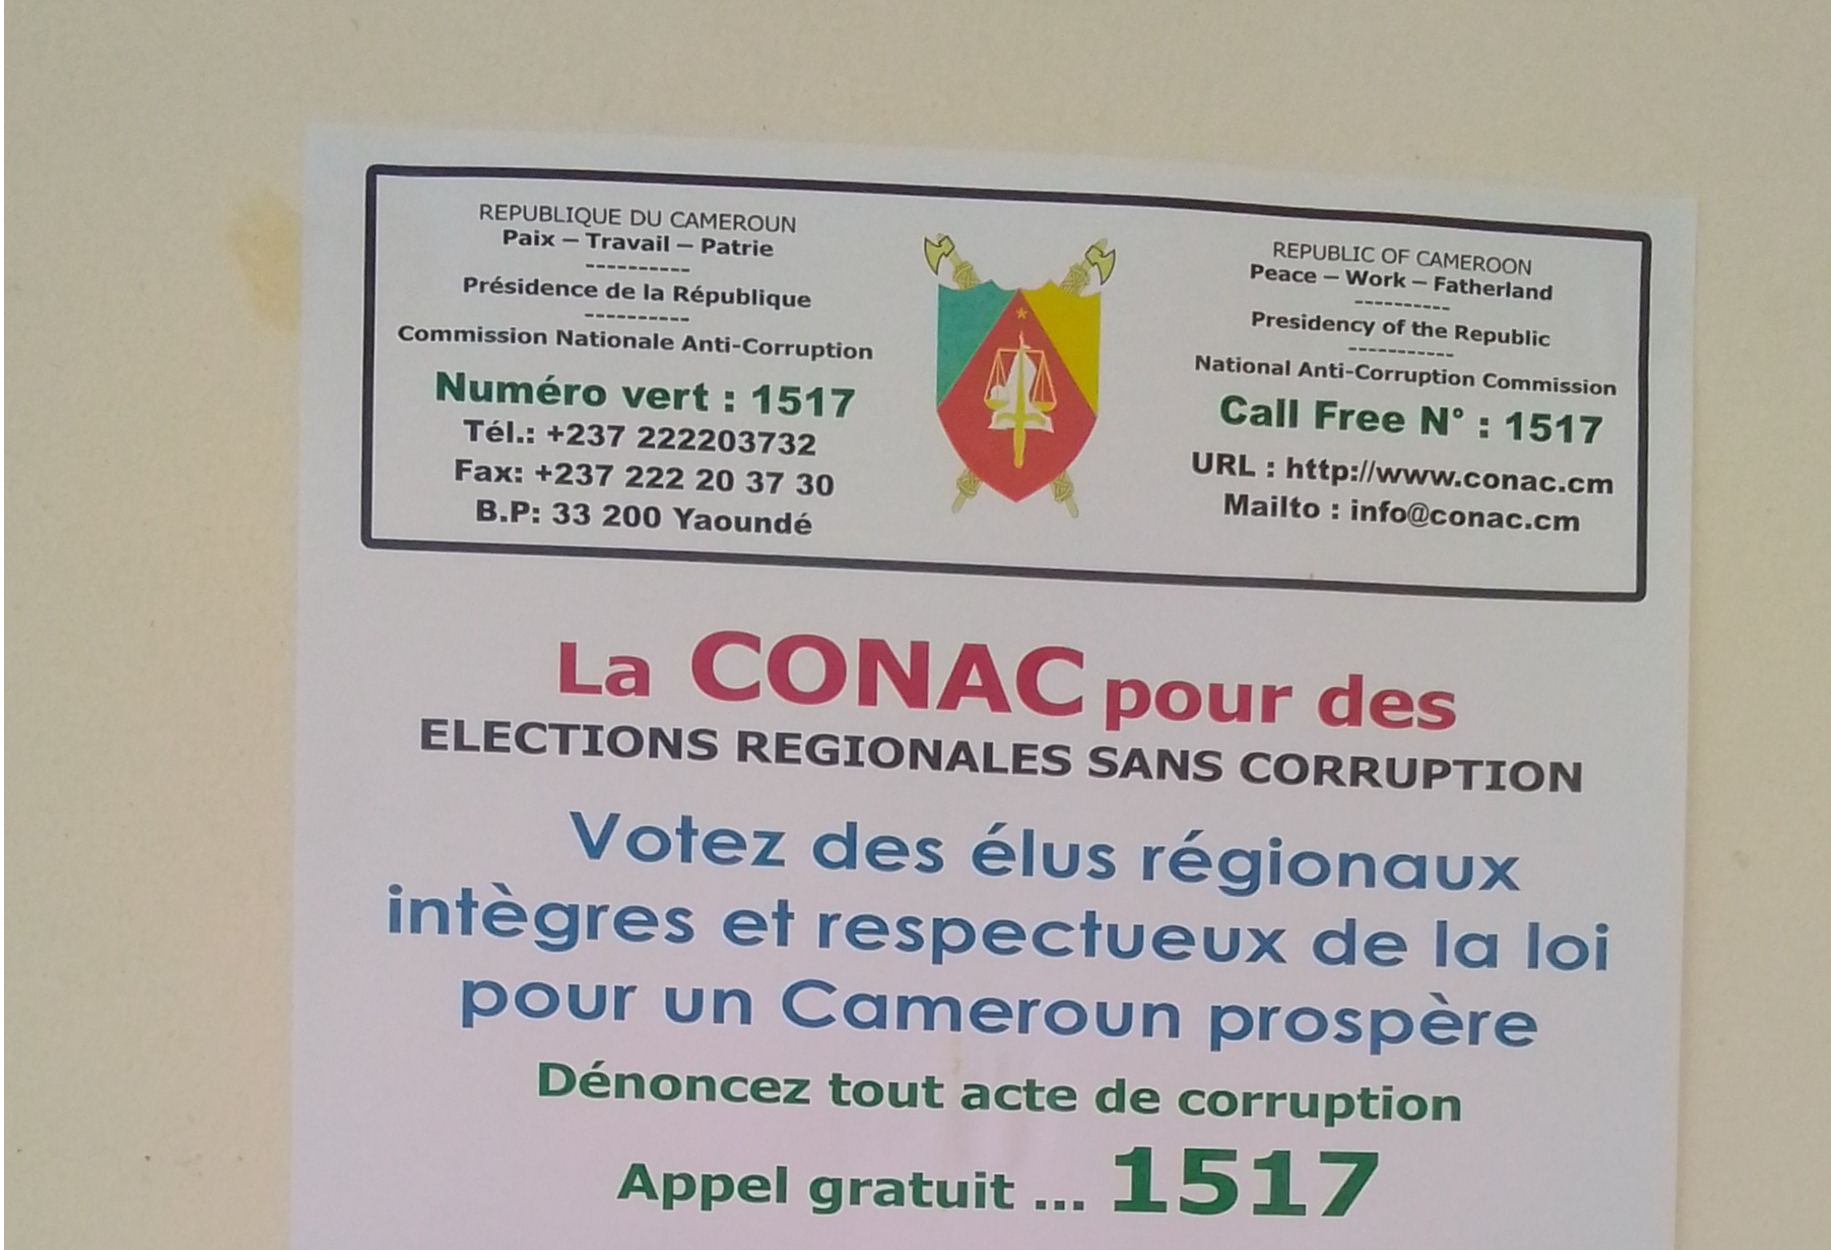 REPUBLIQUE DU CAMEROUN
Paix – Travail – Patrie
----------
Présidence de la République
----------
Commission Nationale Anti-Corruption
Numéro vert : 1517
Tél.: +237 222203732
Fax: +237 222 20 37 30
B.P: 33 200 Yaoundé
REPUBLIC OF CAMEROON
Peace – Work – Fatherland
----------
Presidency of the Republic
-----------
National Anti-Corruption Commission
Call Free N° : 1517
URL : http://www.conac.cm
Mailto : info@conac.cm
La CONAC pour des
ELECTIONS REGIONALES SANS CORRUPTION
Votez des élus régionaux
intègres et respectueux de la loi
pour un Cameroun prospère
Dénoncez tout acte de corruption
Appel gratuit ... 1517